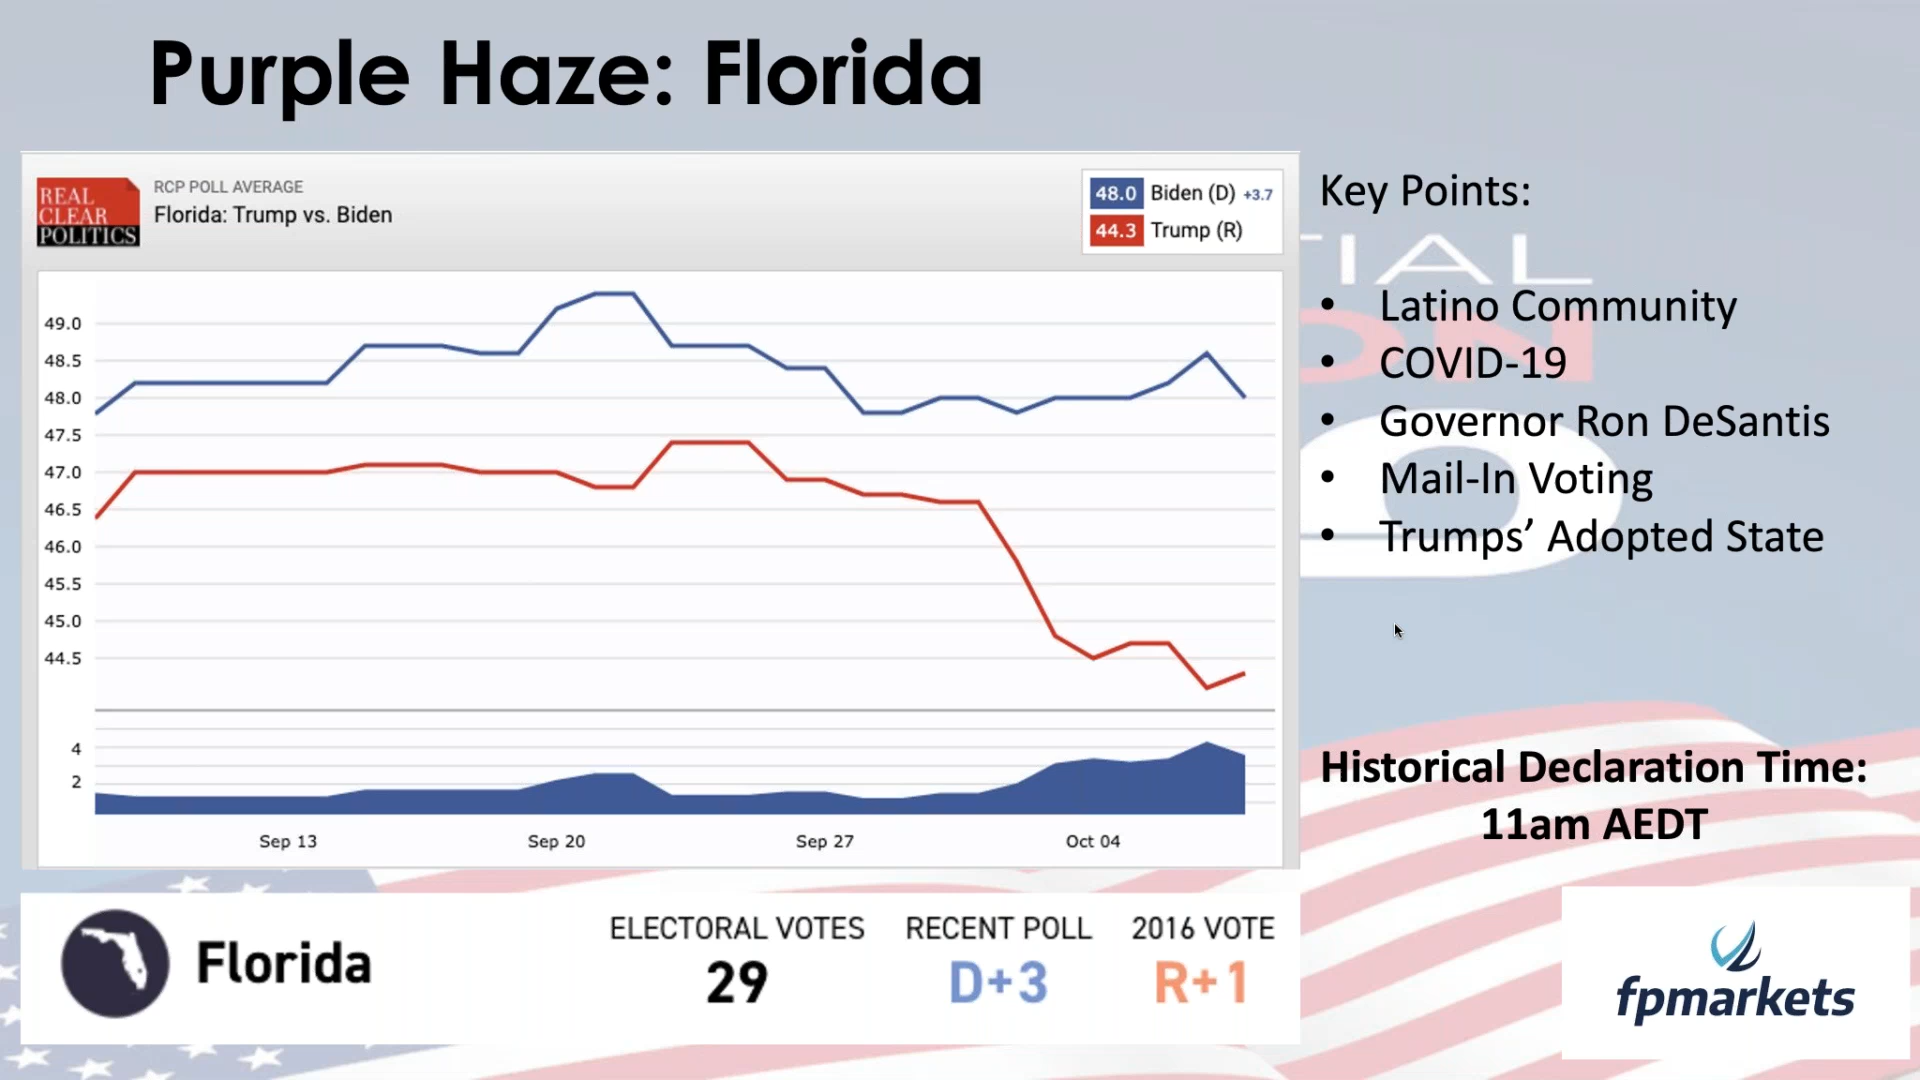 Purple Haze: Florida
REAL
CLEAR
POLITICS
RCP POLL AVERAGE
Florida: Trump vs. Biden
48.0 Biden (D) +3.7
44.3 Trump (R)
49.0
48.5
48.0
47.5
47.0
46.5
46.0
45.5
45.0
44.5
4
2
Sep 13 Sep 20 Sep 27 Oct 04
Key Points:
TIAL
ON
• Latino Community
• COVID-19
• Governor Ron DeSantis
• Mail-In Voting
• Trumps’ Adopted State
Historical Declaration Time:
11am AEDT
Florida
ELECTORAL VOTES
29
RECENT POLL
D+3
2016 VOTE
R+1
fpmarkets